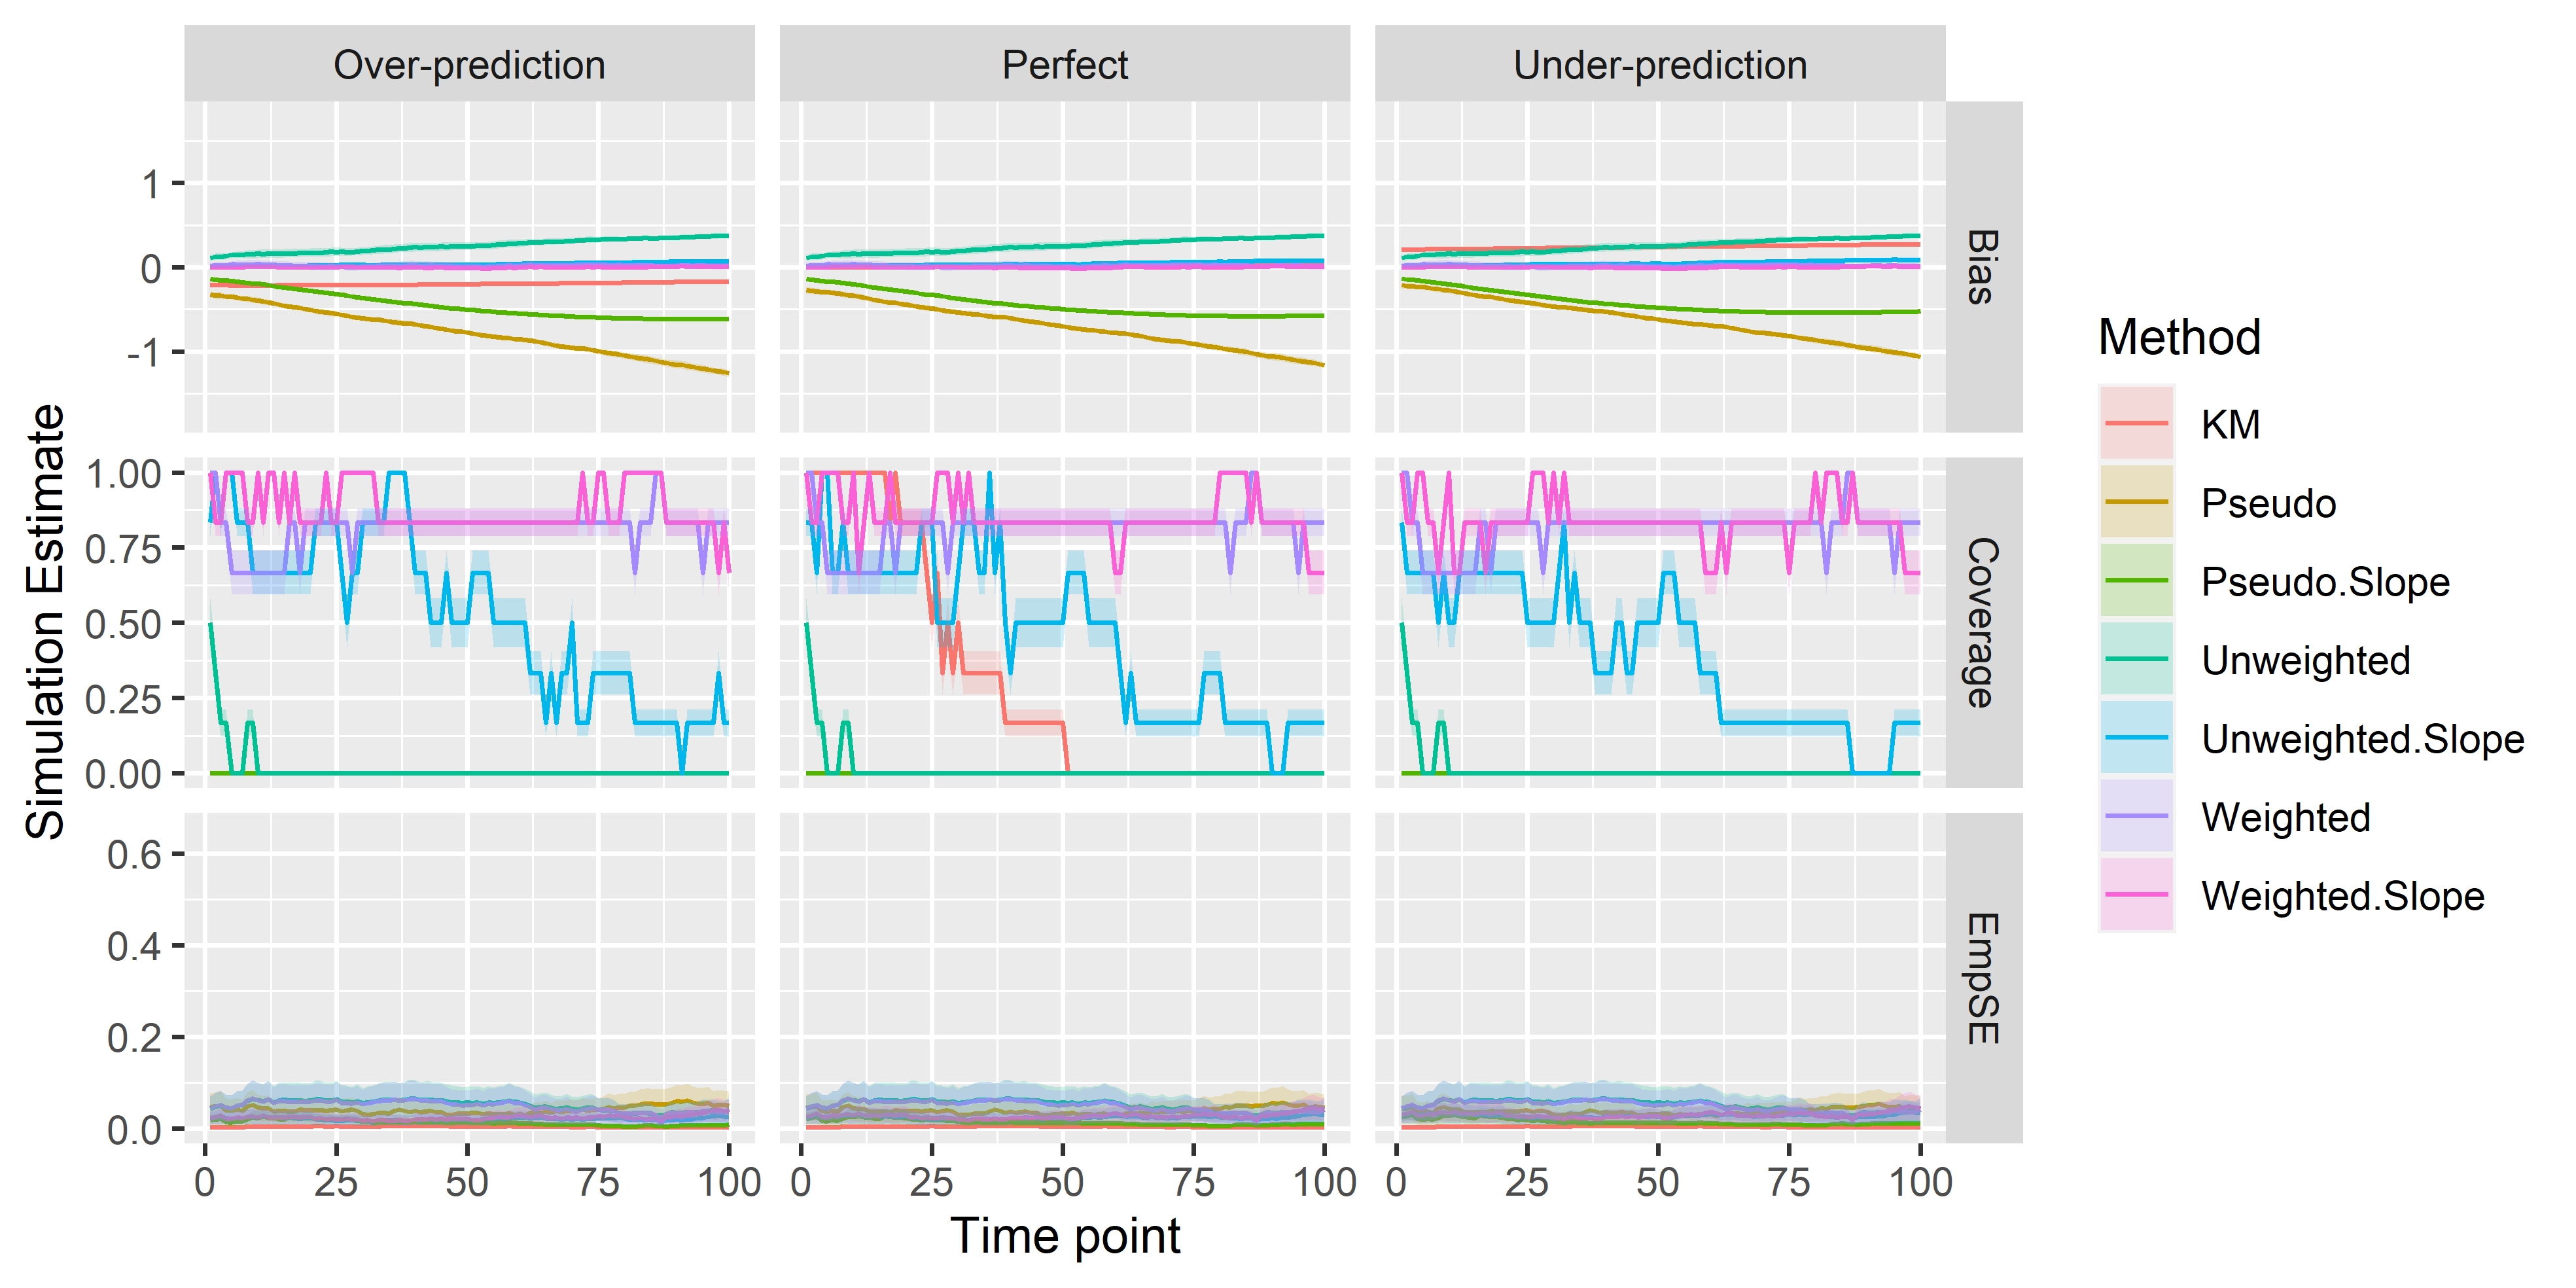 Over-prediction
Perfect
Under-prediction
1
0
-1
Bias
Simulation Estimate
1.00
0.75
0.50
0.25
0.00
Coverage
0.6
0.4
0.2
0.0
EmpSE
0 25 50 75 100
0 25 50 75 100
0 25 50 75 100
Time point
Method
KM
Pseudo
Pseudo.Slope
Unweighted
Unweighted.Slope
Weighted
Weighted.Slope